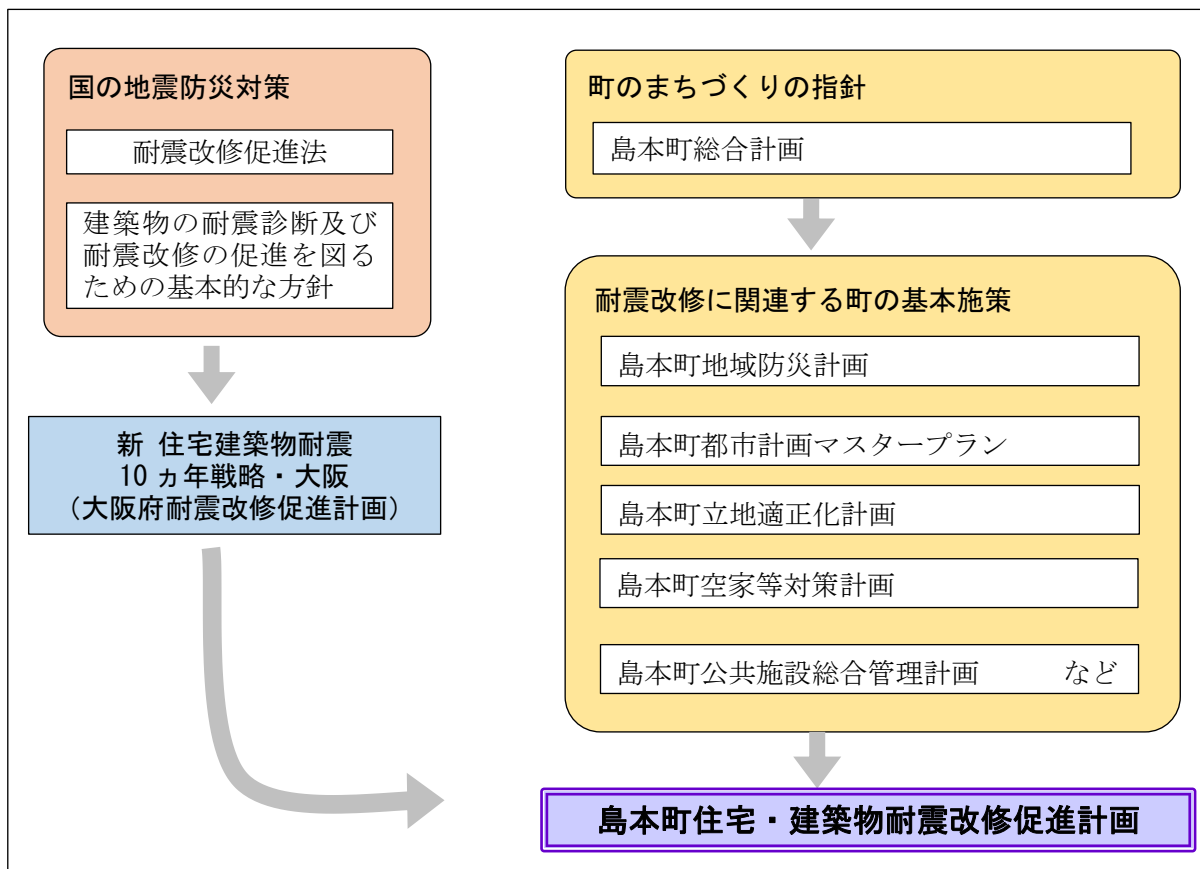 国の地震防災対策
耐震改修促進法
建築物の耐震診断及び
耐震改修の促進を図る
ための基本的な方針
新 住宅建築物耐震
10 ヵ年戦略・大阪
(大阪府耐震改修促進計画)
町のまちづくりの指針
島本町総合計画
耐震改修に関連する町の基本施策
島本町地域防災計画
島本町都市計画マスタープラン
島本町立地適正化計画
島本町空家等対策計画
島本町公共施設総合管理計画 など
島本町住宅・建築物耐震改修促進計画